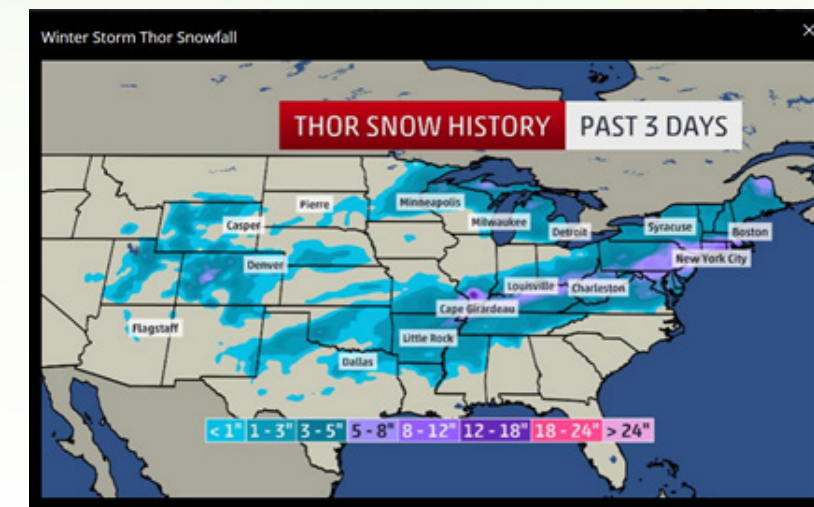 Winter Storm Thor Snowfall
THOR SNOW HISTORY PAST 3 DAYS
Pierre
Minneapolis
Casper
Milwaukee
Detroit
Syracuse
Boston
Denver
New York City
Louisville
Charleston
Cape Girardeau
Flagstaff
Little Rock
Dallas
< 1" 1 - 3" 3 - 5" 5 - 8" 8 - 12" 12 - 18" 18 - 24" > 24"